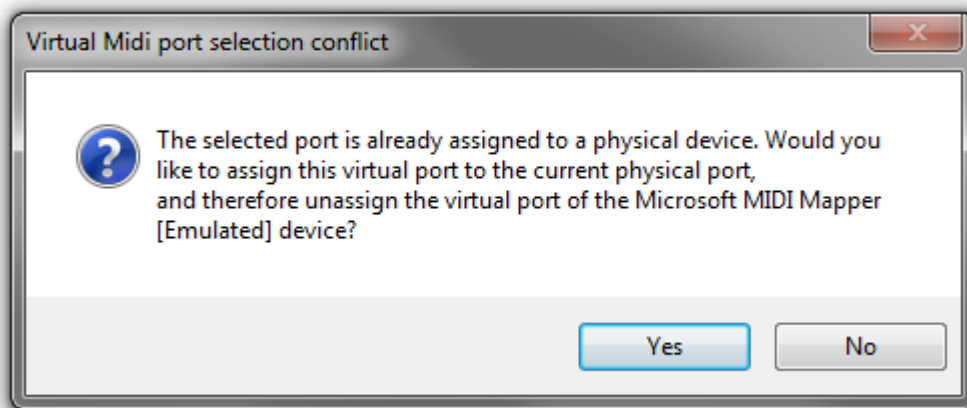 Virtual Midi port selection conflict
The selected port is already assigned to a physical device. Would you
like to assign this virtual port to the current physical port,
and therefore unassign the virtual port of the Microsoft MIDI Mapper
[Emulated] device?
Yes
No